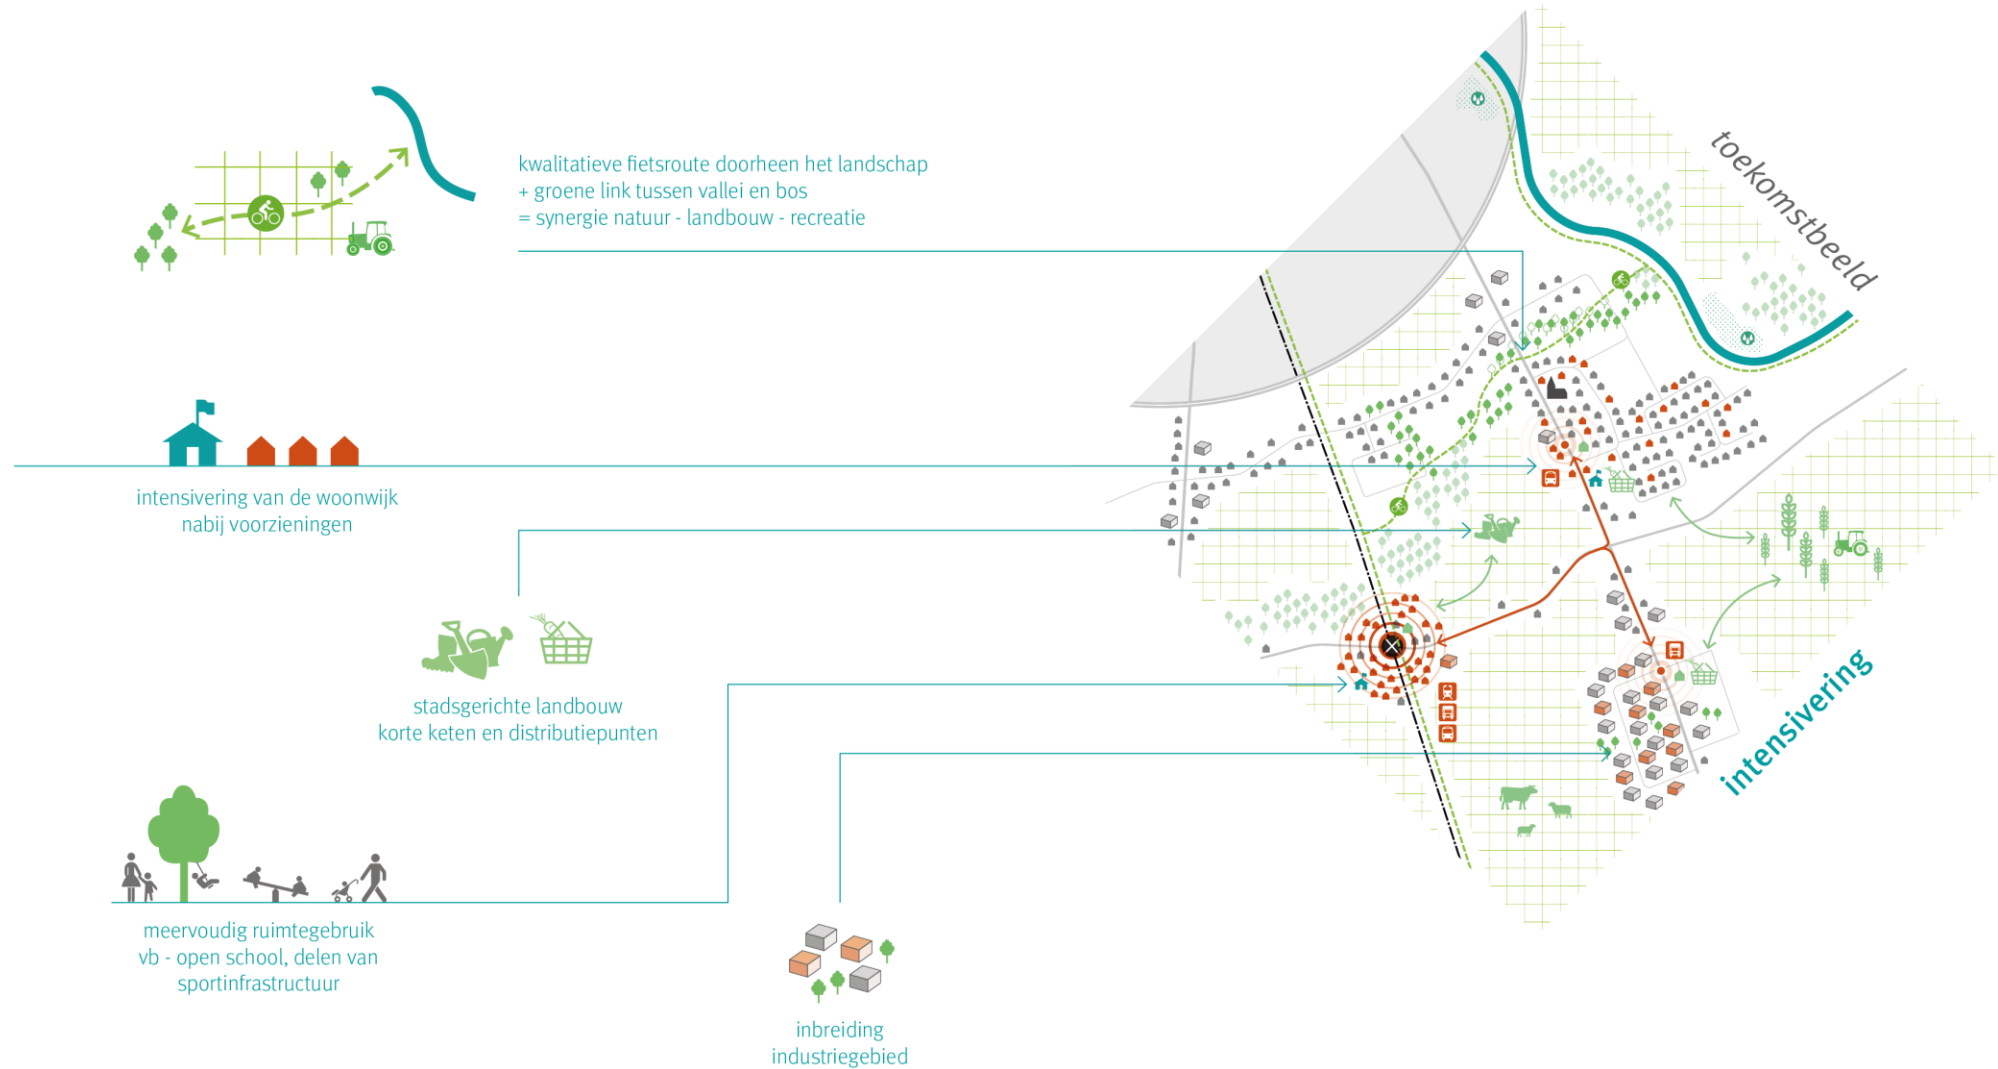 kwalitatieve fietsroute doorheen het landschap
+ groene link tussen vallei en bos
= synergie natuur - landbouw - recreatie
toekomstbeeld
intensivering van de woonwijk
nabij voorzieningen
stadsgerichte landbouw
korte keten en distributiepunten
intensivering
meervoudig ruimtegebruik
vb - open school, delen van
sportinfrastructuur
inbreiding
industriegebied